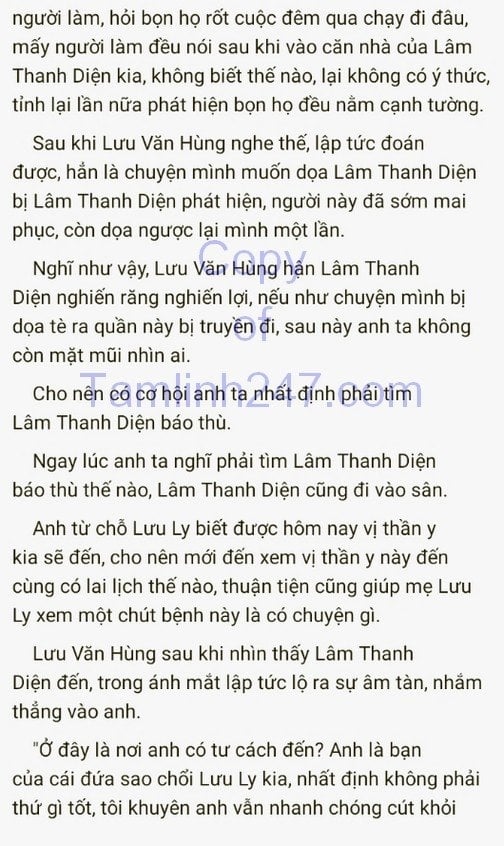 người làm, hỏi bọn họ rốt cuộc đêm qua chạy đi đâu,
mấy người làm đều nói sau khi vào căn nhà của Lâm
Thanh Diện kia, không biết thế nào, lại không có ý thức,
tỉnh lại lần nữa phát hiện bọn họ đều nằm cạnh tường.
Sau khi Lưu Văn Hùng nghe thế, lập tức đoán
được, hẳn là chuyện mình muốn dọa Lâm Thanh Diện
bị Lâm Thanh Diện phát hiện, người này đã sớm mai
phục, còn dọa ngược lại mình một lần.
Nghĩ như vậy, Lưu Văn Hùng hận Lâm Thanh
Diện nghiến răng nghiến lợi, nếu như chuyện mình bị
dọa tè ra quần này bị truyền đi, sau này anh ta không
còn mặt mũi nhìn ai.
Cho nên có cơ hội anh ta nhất định phải tìm
Lâm Thanh Diện báo thù.
Ngay lúc anh ta nghĩ phải tìm Lâm Thanh Diện
báo thù thế nào, Lâm Thanh Diện cũng đi vào sân.
Anh từ chỗ Lưu Ly biết được hôm nay vị thần y
kia sẽ đến, cho nên mới đến xem vị thần y này đến
cùng có lai lịch thế nào, thuận tiện cũng giúp mẹ Lưu
Ly xem một chút bệnh này là có chuyện gì.
Lưu Văn Hùng sau khi nhìn thấy Lâm Thanh
Diện đến, trong ánh mắt lập tức lộ ra sự âm tàn, nhắm
thẳng vào anh.
"Ở đây là nơi anh có tư cách đến? Anh là bạn
của cái đứa sao chổi Lưu Ly kia, nhất định không phải
thứ gì tốt, tôi khuyên anh vẫn nhanh chóng cút khỏi
Copy
of
Tamlinh247.com